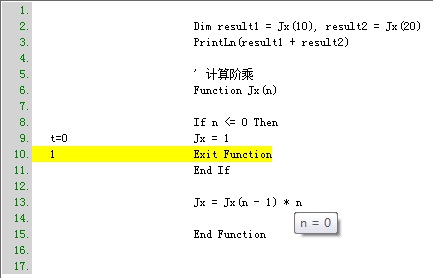 1.
2. Dim result1 = Jx(10), result2 = Jx(20)
3. PrintLn(result1 + result2)
4.
5. ' 计算阶乘
6. Function Jx(n)
7.
8. If n <= 0 Then
9. t=0 Jx = 1
10. 1 Exit Function
11. End If
12.
13. Jx = Jx(n - 1) * n
14.
n = 0
15. End Function
16.
17.